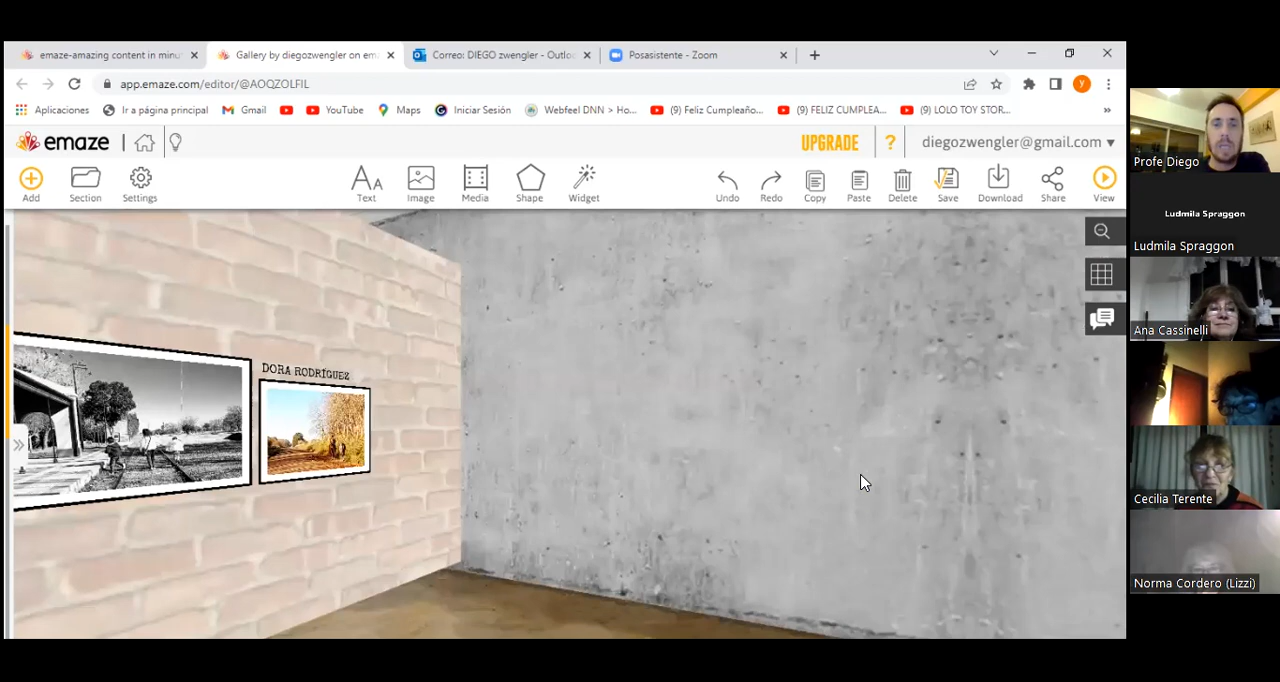 emaze-amazing content in minu
Gallery by diegozwengler on em
Correo: DIEGO zwengler - Outlo
Posasistente - Zoom
app.emaze.com/editor/@AOQZOLFIL
Aplicaciones
Ir a página principal
Gmail
YouTube
Maps
Iniciar Sesión
Webfeel DNN > Ho...
(9) Feliz Cumpleaño...
(9) FELIZ CUMPLEA...
(9) LOLO TOY STOR...
»
y
emaze
UPGRADE
?
diegozwengler@gmail.com
Add
Section
Settings
Text
Image
Media
Shape
Widget
Undo
Redo
Copy
Paste
Delete
Save
Download
Share
View
DORA RODRÍGUEZ
Profe Diego
Ludmila Spraggon
Ludmila Spraggon
Ana Cassinelli
Cecilia Terente
Norma Cordero (Lizzi)